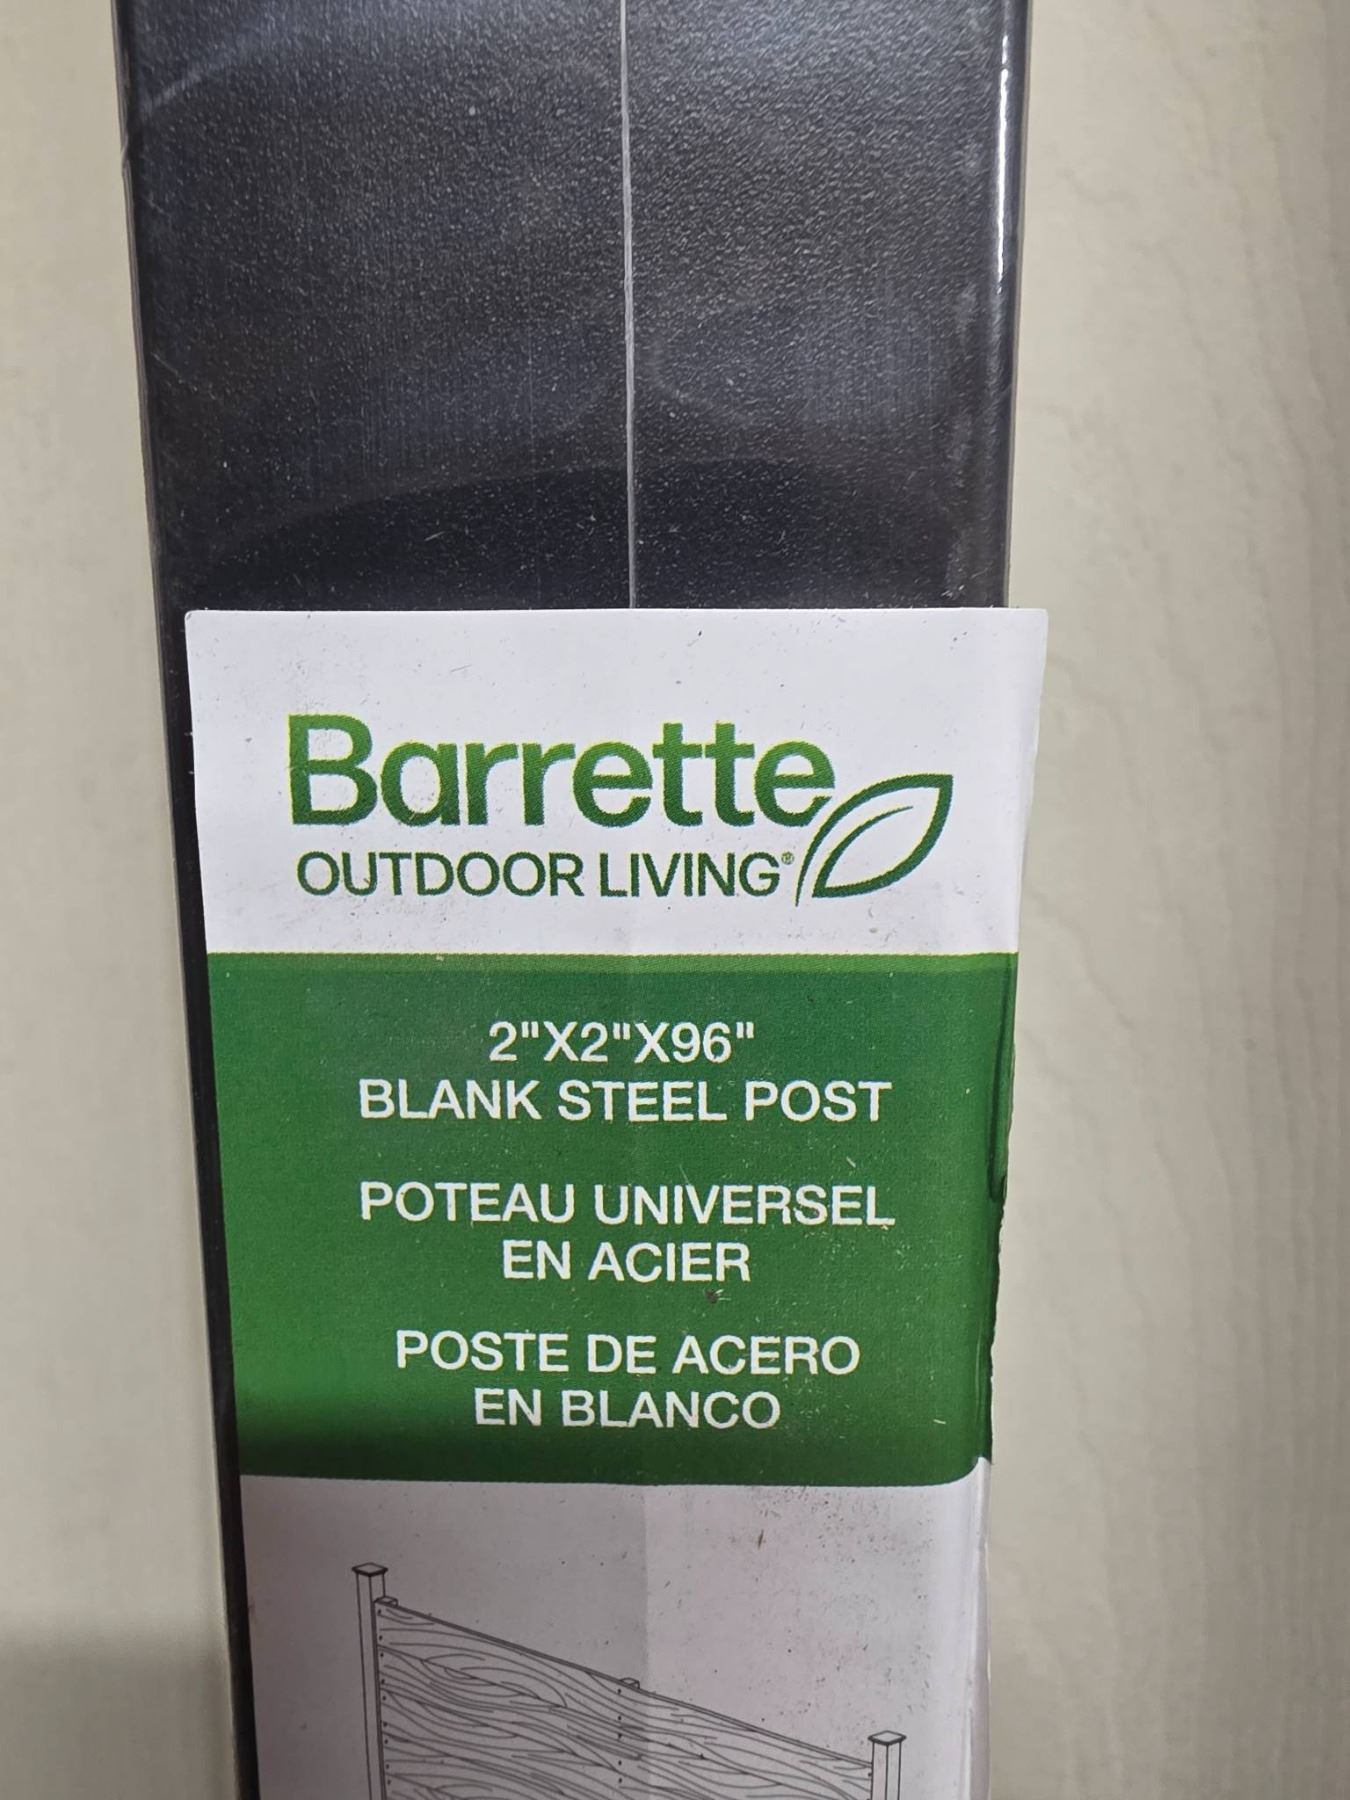 Barrette
OUTDOOR LIVING®
2"X2"X96"
BLANK STEEL POST
POTEAU UNIVERSEL
EN ACIER
POSTE DE ACERO
EN BLANCO